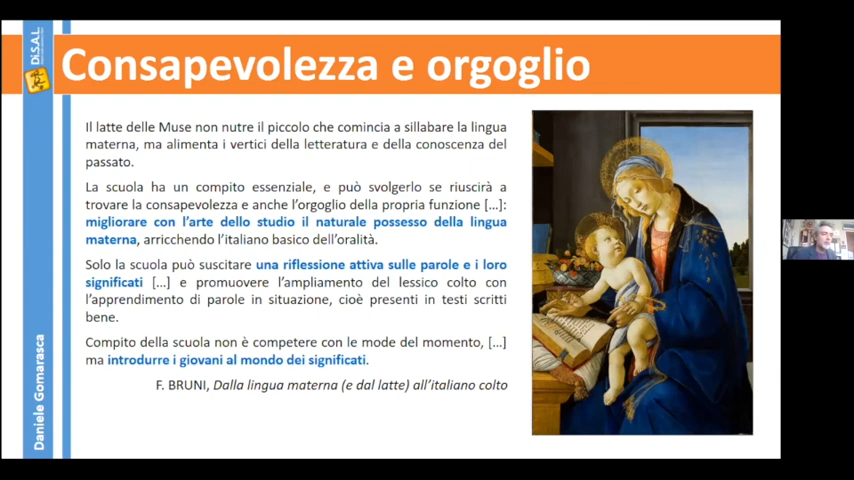 Di.S.A.L.
Consapevolezza e orgoglio
Il latte delle Muse non nutre il piccolo che comincia a sillabare la lingua
materna, ma alimenta i vertici della letteratura e della conoscenza del
passato.
La scuola ha un compito essenziale, e può svolgerlo se riuscirà a
trovare la consapevolezza e anche l'orgoglio della propria funzione [...]:
migliorare con l'arte dello studio il naturale possesso della lingua
materna, arricchendo l'italiano basico dell'oralità.
Solo la scuola può suscitare una riflessione attiva sulle parole e i loro
significati [...] e promuovere l'ampliamento del lessico colto con
l'apprendimento di parole in situazione, cioè presenti in testi scritti
bene.
Compito della scuola non è competere con le mode del momento, [...]
ma introdurre i giovani al mondo dei significati.
F. BRUNI, Dalla lingua materna (e dal latte) all'italiano colto
Daniele Gomarasca